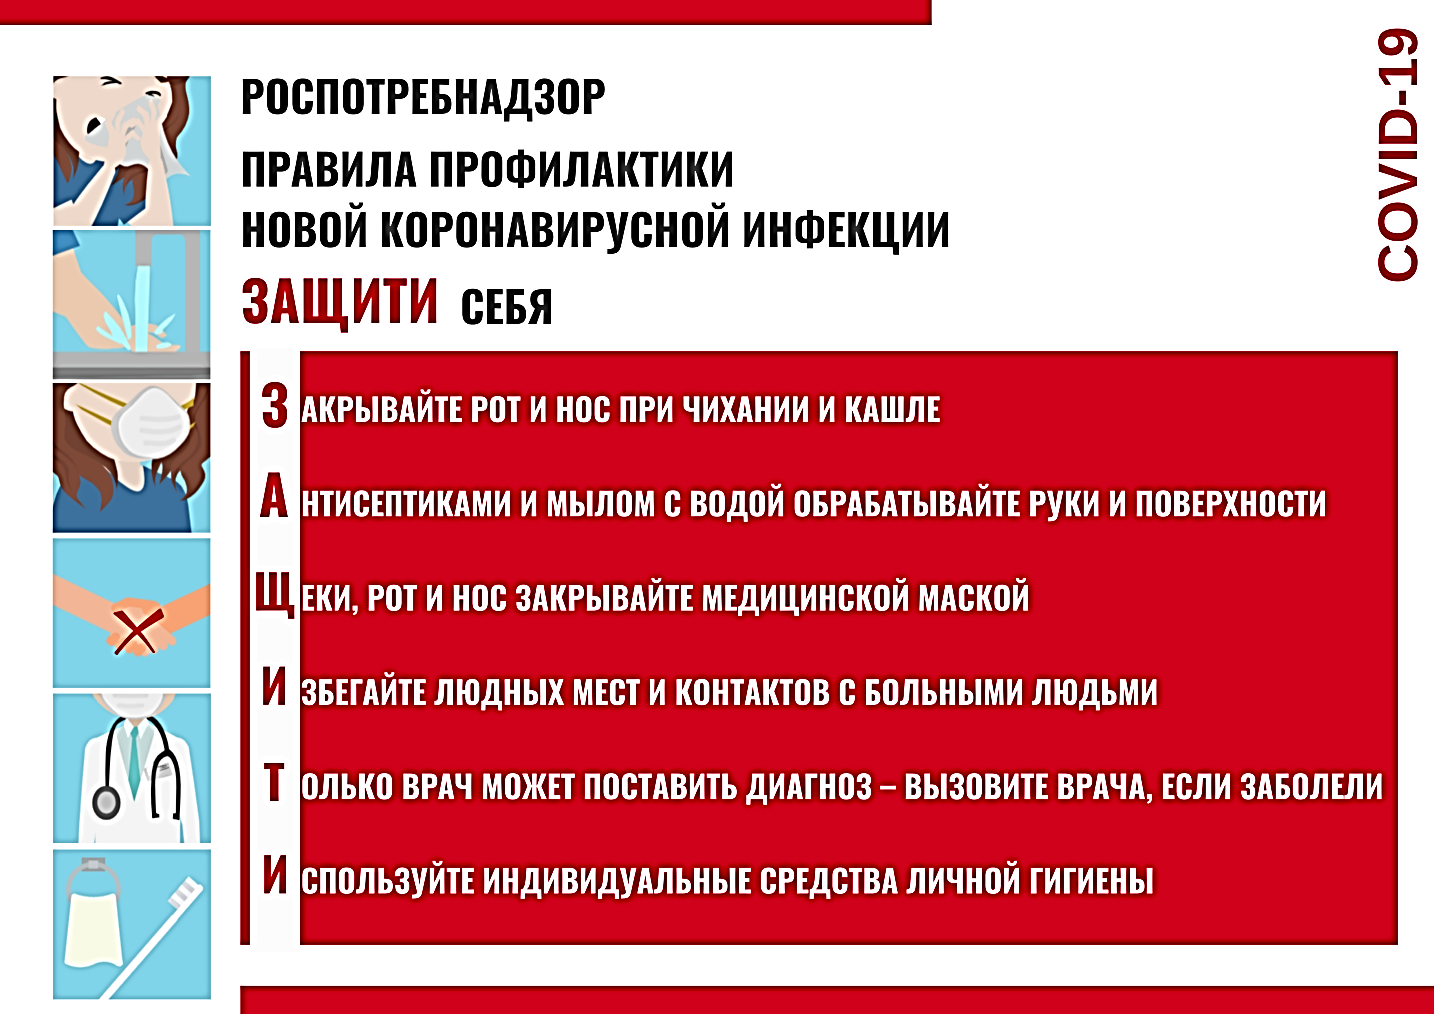 РОСПОТРЕБНАДЗОР
ПРАВИЛА ПРОФИЛАКТИКИ
НОВОЙ КОРОНАВИРУСНОЙ ИНФЕКЦИИ
ЗАЩИТИ СЕБЯ
COVID-19
ЗАКРЫВАЙТЕ РОТ И НОС ПРИ ЧИХАНИИ И КАШЛЕ
АНТИСЕПТИКАМИ И МЫЛОМ С ВОДОЙ ОБРАБАТЫВАЙТЕ РУКИ И ПОВЕРХНОСТИ
ЩЕКИ, РОТ И НОС ЗАКРЫВАЙТЕ МЕДИЦИНСКОЙ МАСКОЙ
ИЗБЕГАЙТЕ ЛЮДНЫХ МЕСТ И КОНТАКТОВ С БОЛЬНЫМИ ЛЮДЬМИ
ТОЛЬКО ВРАЧ МОЖЕТ ПОСТАВИТЬ ДИАГНОЗ – ВЫЗОВИТЕ ВРАЧА, ЕСЛИ ЗАБОЛЕЛИ
ИСПОЛЬЗУЙТЕ ИНДИВИДУАЛЬНЫЕ СРЕДСТВА ЛИЧНОЙ ГИГИЕНЫ